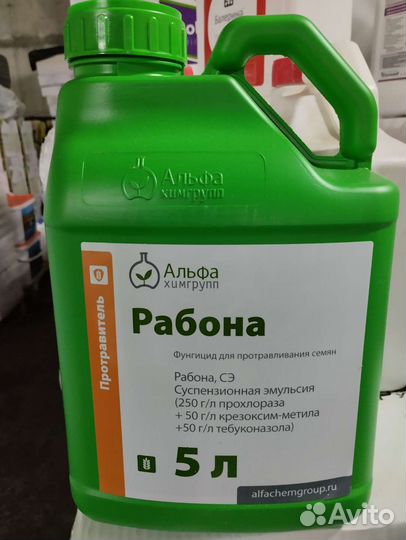 Балерина
Альфа
химгрупп
Альфа
химгрупп
Протравитель
Рабона
Фунгицид для протравливания семян
Рабона, СЭ
Суспензионная эмульсия
(250 г/л прохлораза
+ 50 г/л крезоксим-метила
+50 г/л тебуконазола)
5 л
alfachemgroup.ru
Avito